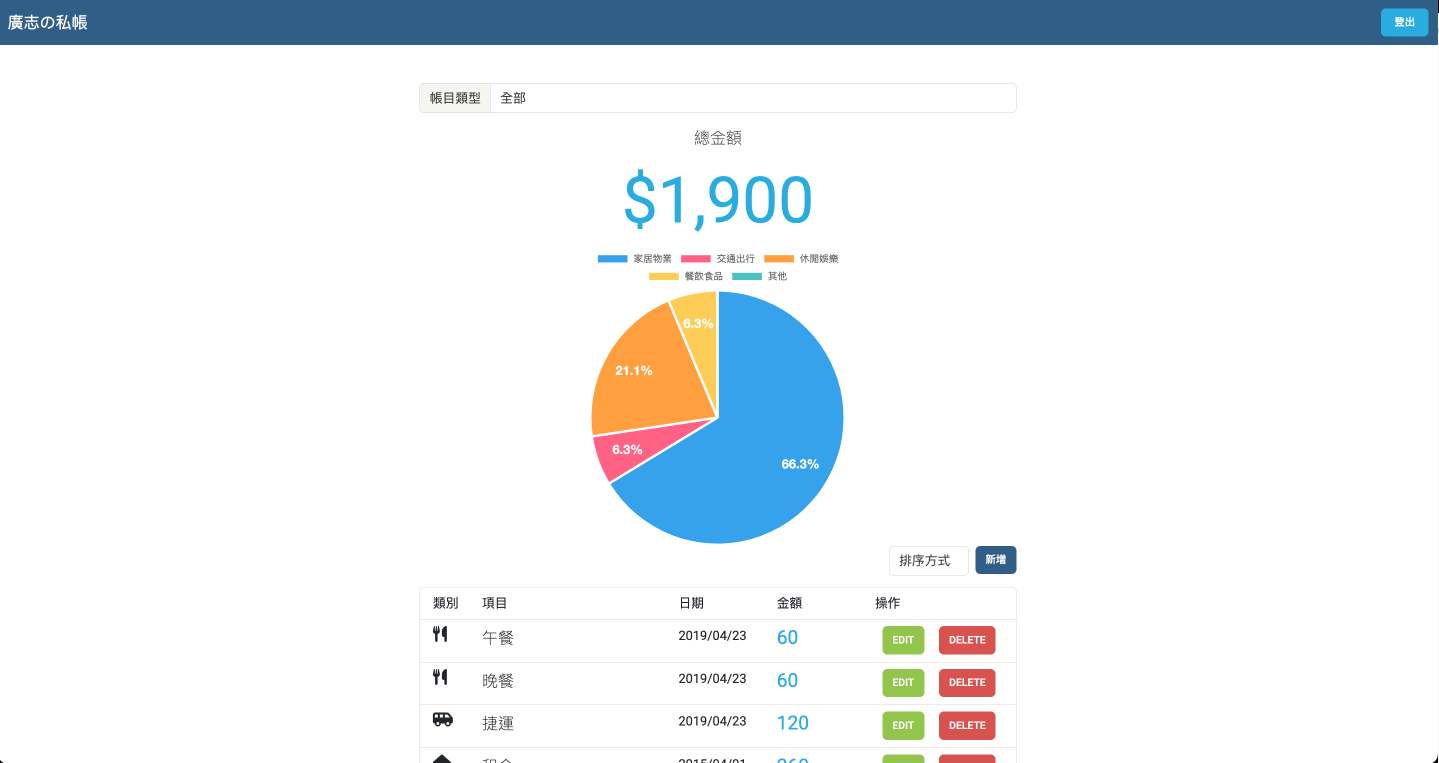 廣志の私帳 登出
帳目類型 全部
總金額
$1,900
家居物業 交通出行 休閒娛樂
餐飲食品 其他
6.3%
21.1%
6.3%
66.3%
排序方式 新增
類別 項目 日期 金額 操作
午餐 2019/04/23 60 EDIT DELETE
晚餐 2019/04/23 60 EDIT DELETE
捷運 2019/04/23 120 EDIT DELETE